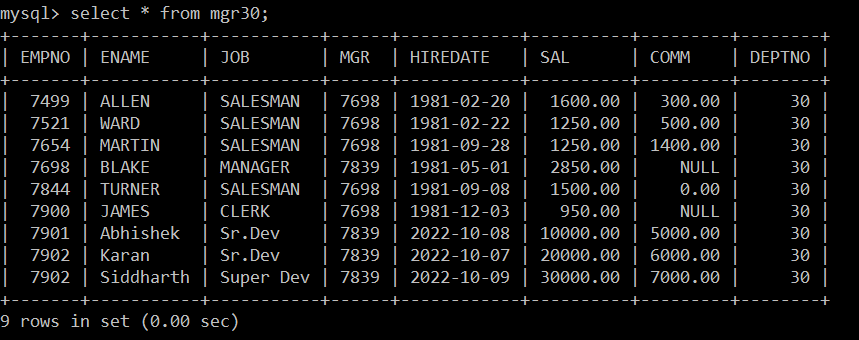 mysql> select * from mgr30;
+-------+-----------+-----------+------+------------+----------+---------+--------+
| EMPNO | ENAME     | JOB       | MGR  | HIREDATE   | SAL      | COMM    | DEPTNO |
+-------+-----------+-----------+------+------------+----------+---------+--------+
|  7499 | ALLEN     | SALESMAN  | 7698 | 1981-02-20 |  1600.00 |  300.00 |     30 |
|  7521 | WARD      | SALESMAN  | 7698 | 1981-02-22 |  1250.00 |  500.00 |     30 |
|  7654 | MARTIN    | SALESMAN  | 7698 | 1981-09-28 |  1250.00 | 1400.00 |     30 |
|  7698 | BLAKE     | MANAGER   | 7839 | 1981-05-01 |  2850.00 |    NULL |     30 |
|  7844 | TURNER    | SALESMAN  | 7698 | 1981-09-08 |  1500.00 |    0.00 |     30 |
|  7900 | JAMES     | CLERK     | 7698 | 1981-12-03 |   950.00 |    NULL |     30 |
|  7901 | Abhishek  | Sr.Dev    | 7839 | 2022-10-08 | 10000.00 | 5000.00 |     30 |
|  7902 | Karan     | Sr.Dev    | 7839 | 2022-10-07 | 20000.00 | 6000.00 |     30 |
|  7902 | Siddharth | Super Dev | 7839 | 2022-10-09 | 30000.00 | 7000.00 |     30 |
+-------+-----------+-----------+------+------------+----------+---------+--------+
9 rows in set (0.00 sec)